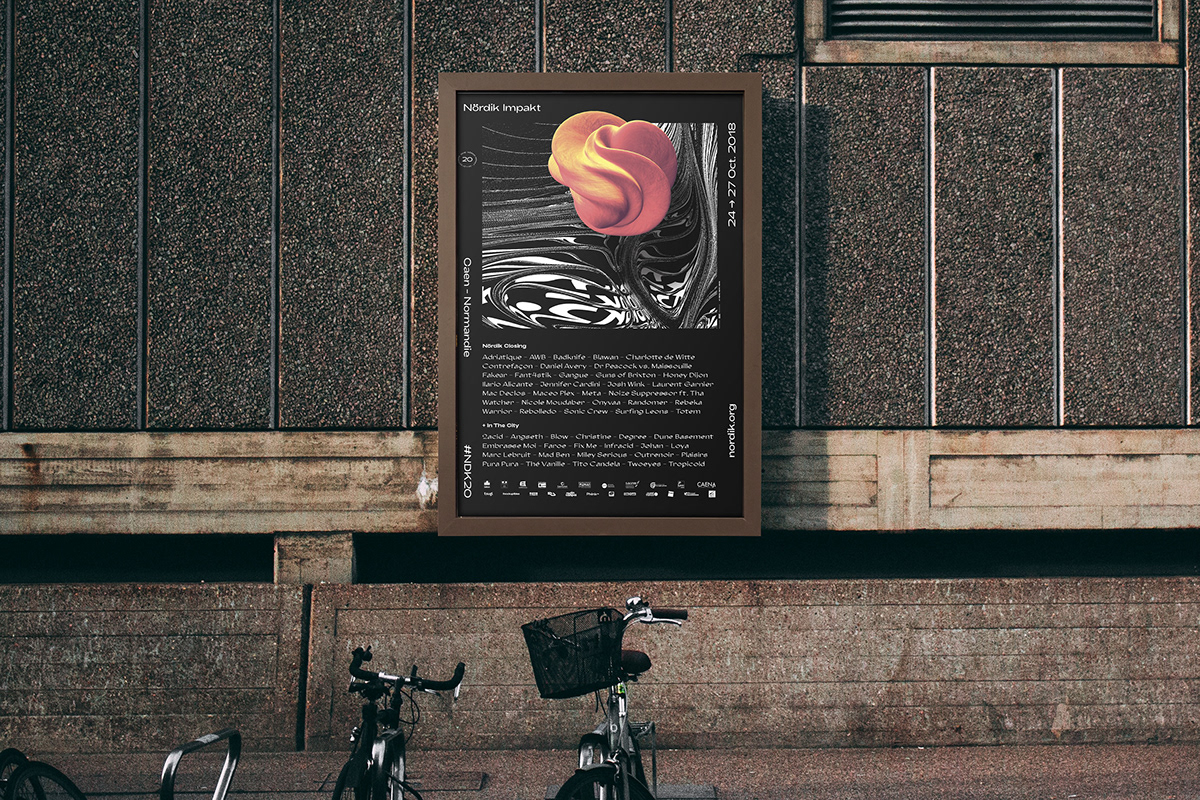 Nördik Impakt
20
24 → 27 Oct. 2018
Caen - Normandie
Nördik Closing
Adriatique - AWB - Badknife - Blawan - Charlotte de Witte
Contrefaçon - Daniel Avery - Dr Peacock vs. Maissouille
Fakear - Fant4stik - Gangue - Guns of Brixton - Honey Dijon
Ilario Alicante - Jennifer Cardini - Josh Wink - Laurent Garnier
Mac Declos - Maceo Plex - Meta - Noize Suppressor ft. Tha
Watcher - Nicole Moudaber - Onyvaa - Randomer - Rebeka
Warrior - Rebolledo - Sonic Crew - Surfing Leons - Totem
+ In The City
2acid - Angseth - Blow - Christine - Degree - Dune Basement
Embrasse Moi - Faroe - Fix Me - Infracid - Johan - Loya
Marc Lebruit - Mad Ben - Miley Serious - Outrenoir - Plaisirs
Pura Pura - Thé Vanille - Tito Candela - Twoeyes - Tropicold
nordik.org
#NDK20
CAEN